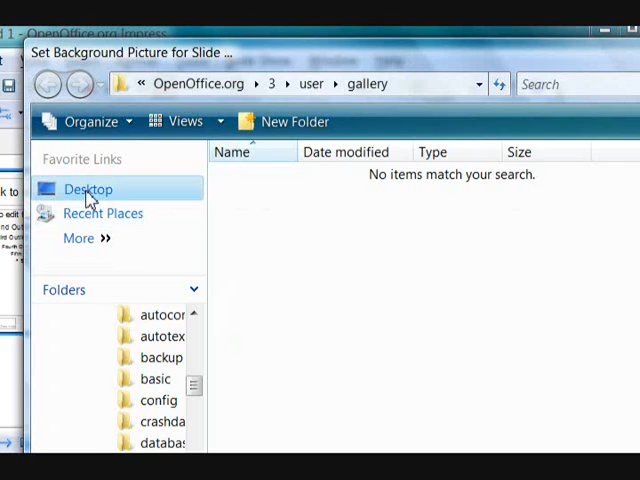 d 1 - OpenOffice.org Impress
Set Background Picture for Slide ...
« OpenOffice.org 3 user gallery
Search
Organize Views New Folder
Favorite Links
Name Date modified Type Size
No items match your search.
Desktop
Recent Places
More »
Folders
autocor
autotex
backup
basic
config
crashda
databas